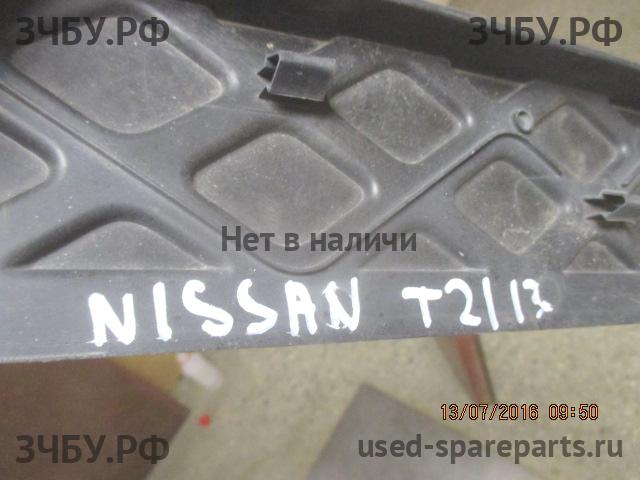 ЗЧБУ.РФ ЗЧБУ.РФ
Нет в наличи
NISSAN T2/13
13/07/2016 09:50
ЗЧБУ.РФ used-spareparts.ru